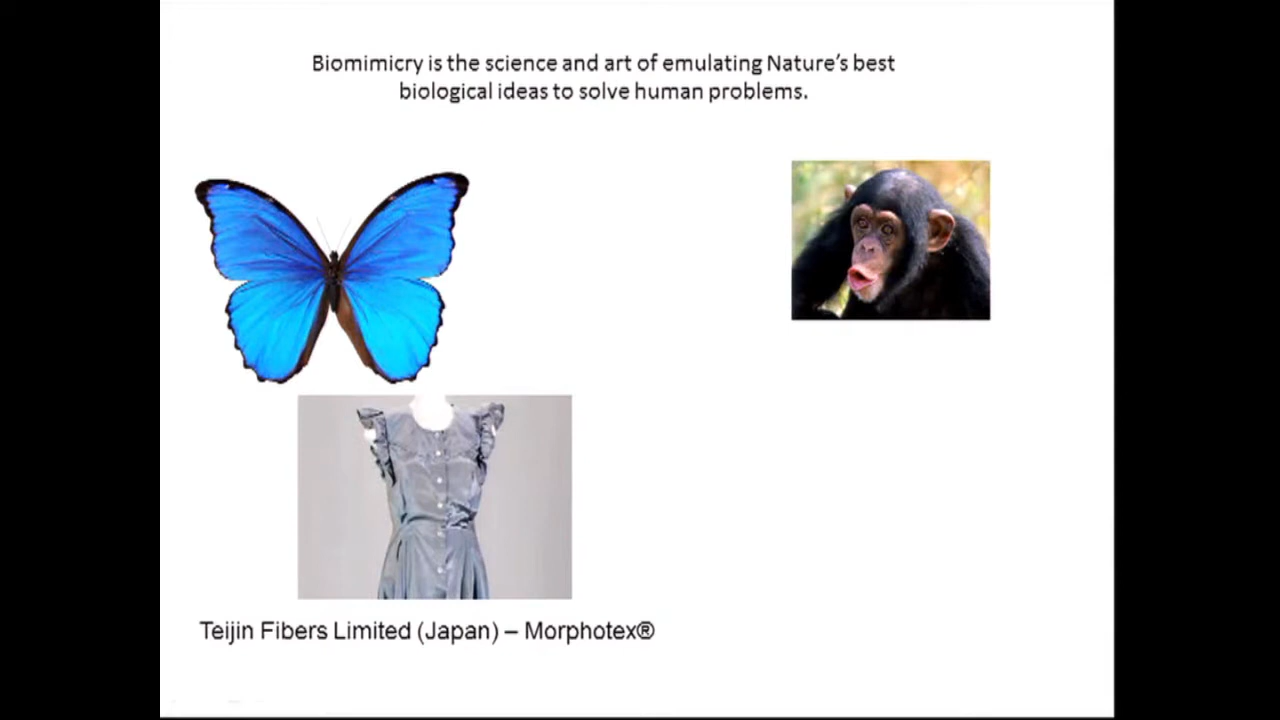 Biomimicry is the science and art of emulating Nature's best
biological ideas to solve human problems.
Teijin Fibers Limited (Japan) – Morphotex®